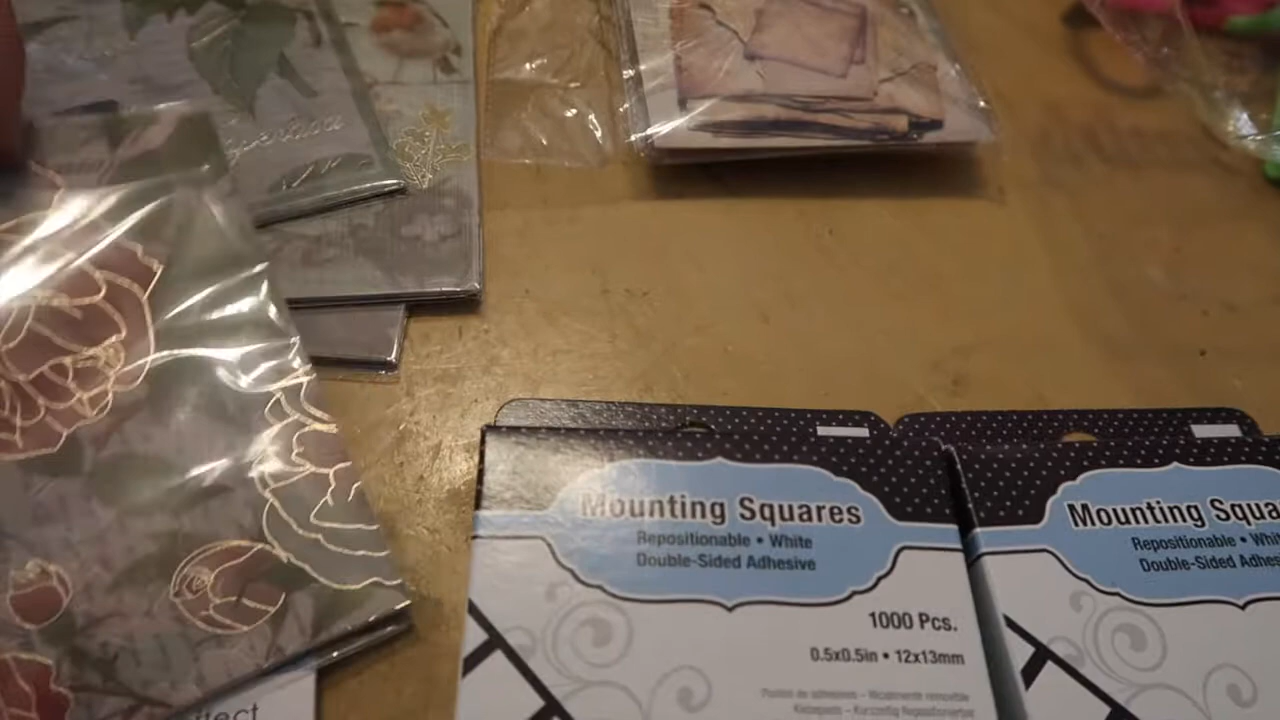 Mounting Squares
Repositionable • White
Double-Sided Adhesive
1000 Pcs.
0.5x0.5in • 12x13mm
Mounting Squa
Repositionable • Whit
Double-Sided Adhes